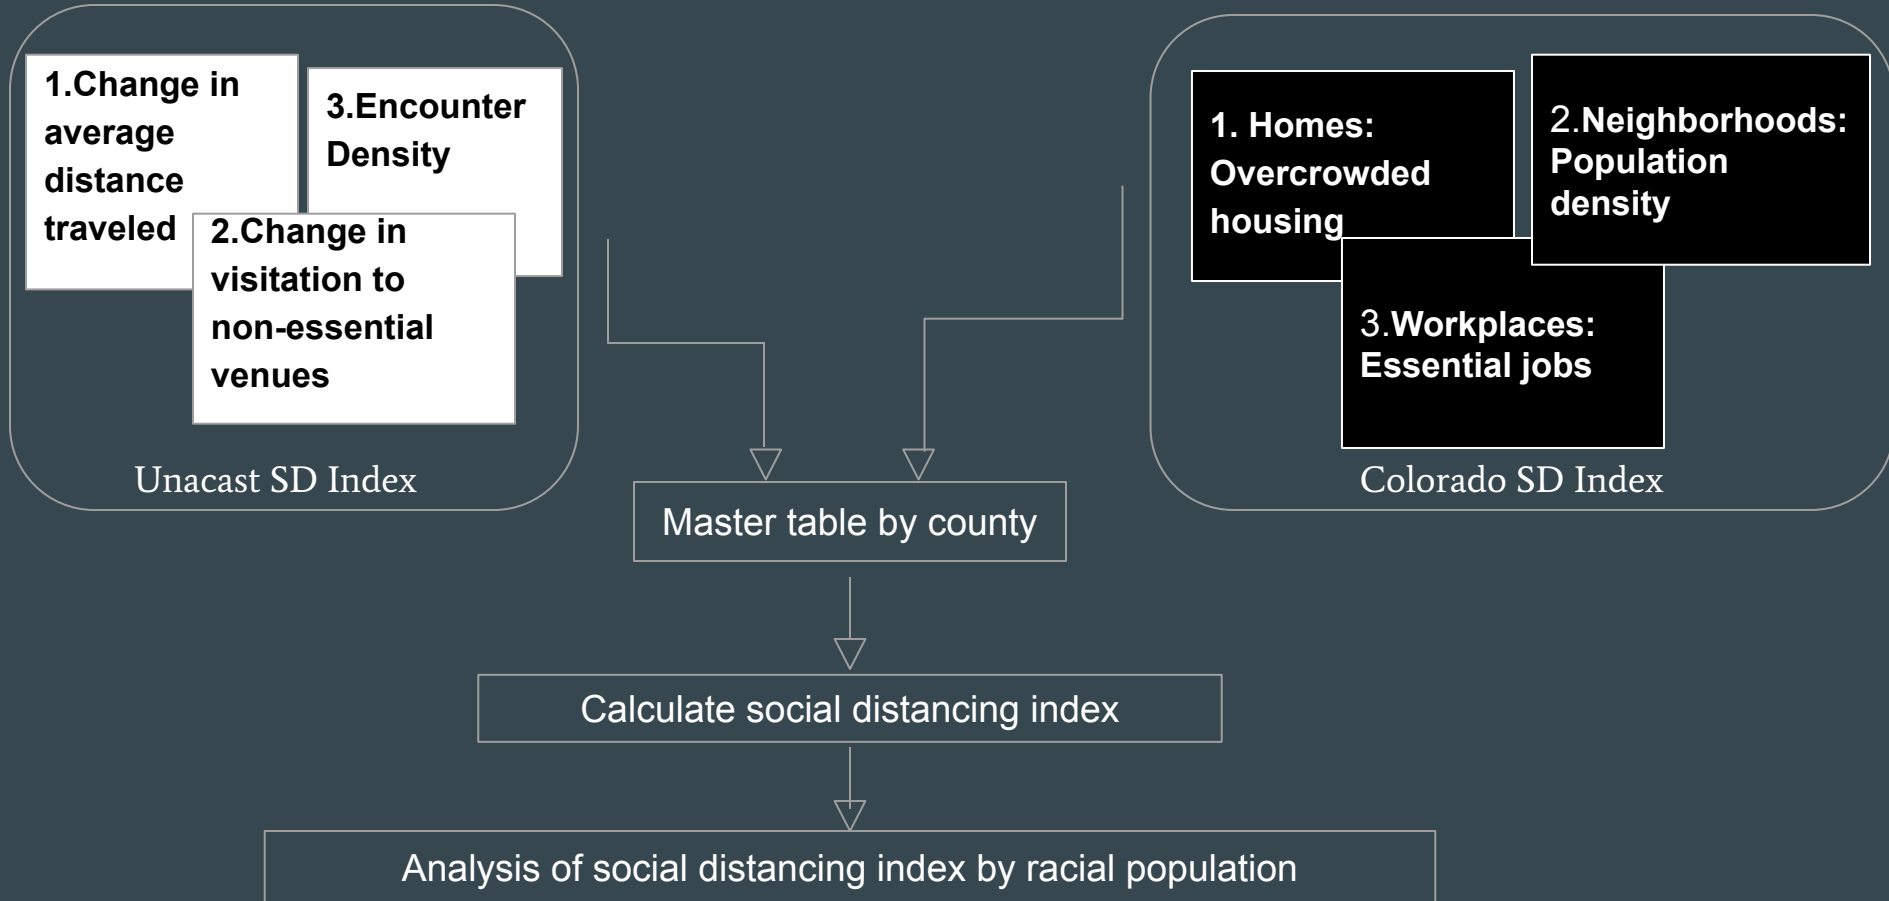 1.Change in
average
distance
traveled
3.Encounter
Density
2.Change in
visitation to
non-essential
venues
Unacast SD Index
1. Homes:
Overcrowded
housing
2.Neighborhoods:
Population
density
3.Workplaces:
Essential jobs
Colorado SD Index
Master table by county
Calculate social distancing index
Analysis of social distancing index by racial population